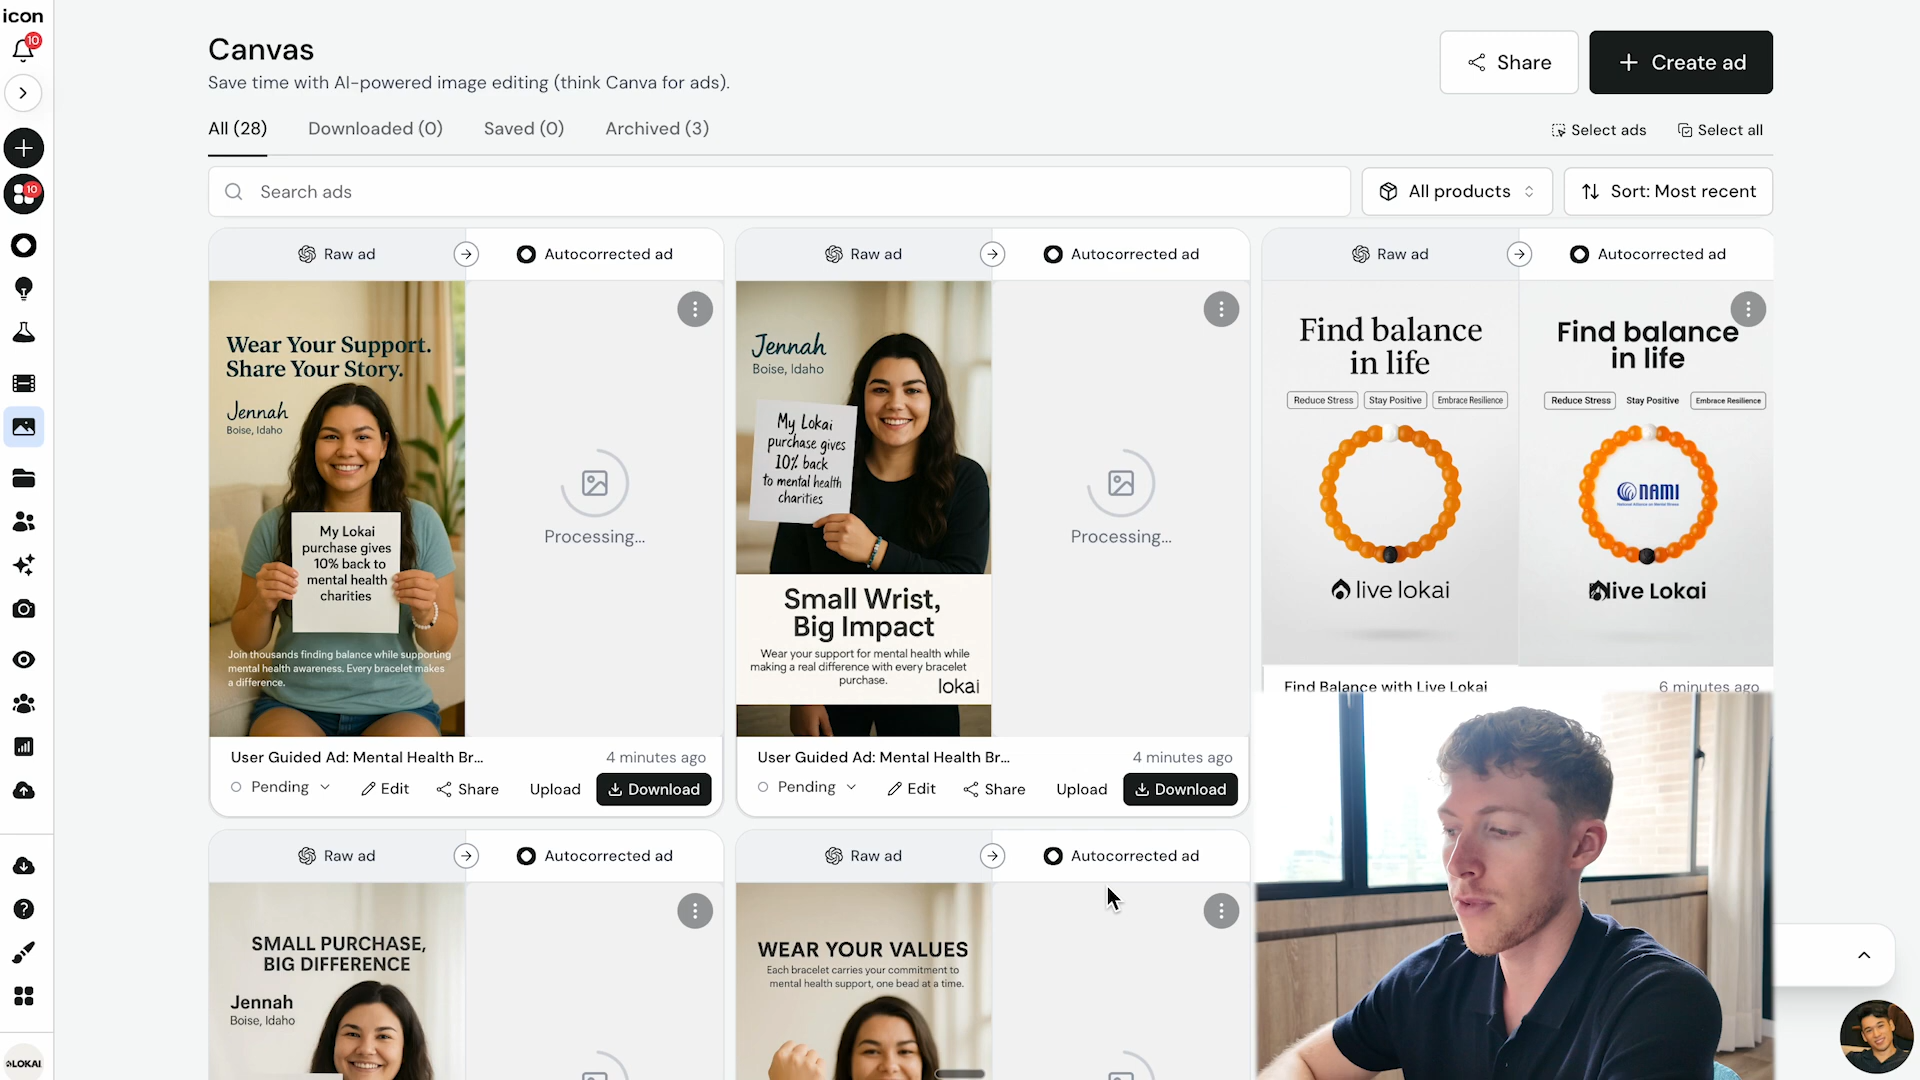 icon
10
Canvas
Save time with AI-powered image editing (think Canva for ads).
Share
Create ad
All (28)
Downloaded (0)
Saved (0)
Archived (3)
Select ads
Select all
10
Search ads
All products
Sort: Most recent
Raw ad
Autocorrected ad
Raw ad
Autocorrected ad
Raw ad
Autocorrected ad
Wear Your Support.
Share Your Story.
Jennah
Boise, Idaho
My Lokai
purchase gives
10% back to
mental health
charities
Join thousands finding balance while supporting
mental health awareness. Every bracelet makes
a difference.
Processing...
Jennah
Boise, Idaho
My Lokai
purchase gives
10% back
to mental health
charities
Small Wrist,
Big Impact
Wear your support for mental health while
making a real difference with every bracelet
purchase.
lokai
Processing...
Find balance
in life
Reduce Stress
Stay Positive
Embrace Resilience
live lokai
Find balance
in life
Reduce Stress
Stay Positive
Embrace Resilience
NAMI
live Lokai
User Guided Ad: Mental Health Br...
4 minutes ago
Pending
Edit
Share
Upload
Download
User Guided Ad: Mental Health Br...
4 minutes ago
Pending
Edit
Share
Upload
Download
Find Balance with Live Lokai
6 minutes ago
Raw ad
Autocorrected ad
Raw ad
Autocorrected ad
SMALL PURCHASE,
BIG DIFFERENCE
Jennah
Boise, Idaho
WEAR YOUR VALUES
Each bracelet carries your commitment to
mental health support, one bead at a time.
LOKAI